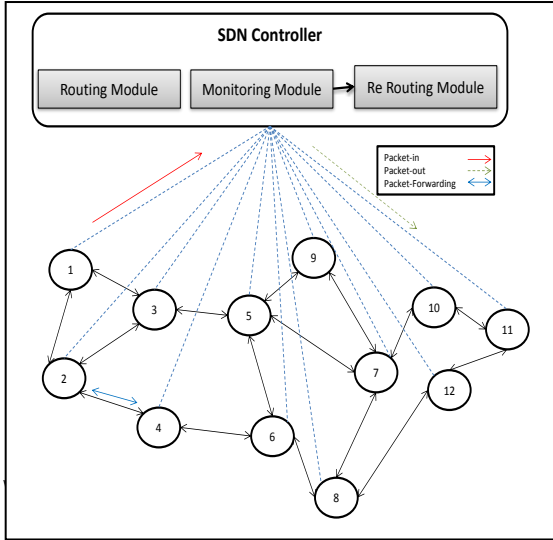 SDN Controller
Routing Module
Monitoring Module
Re Routing Module
Packet-in
Packet-out
Packet-Forwarding
9
1
10
3
5
11
7
2
12
4
6
8